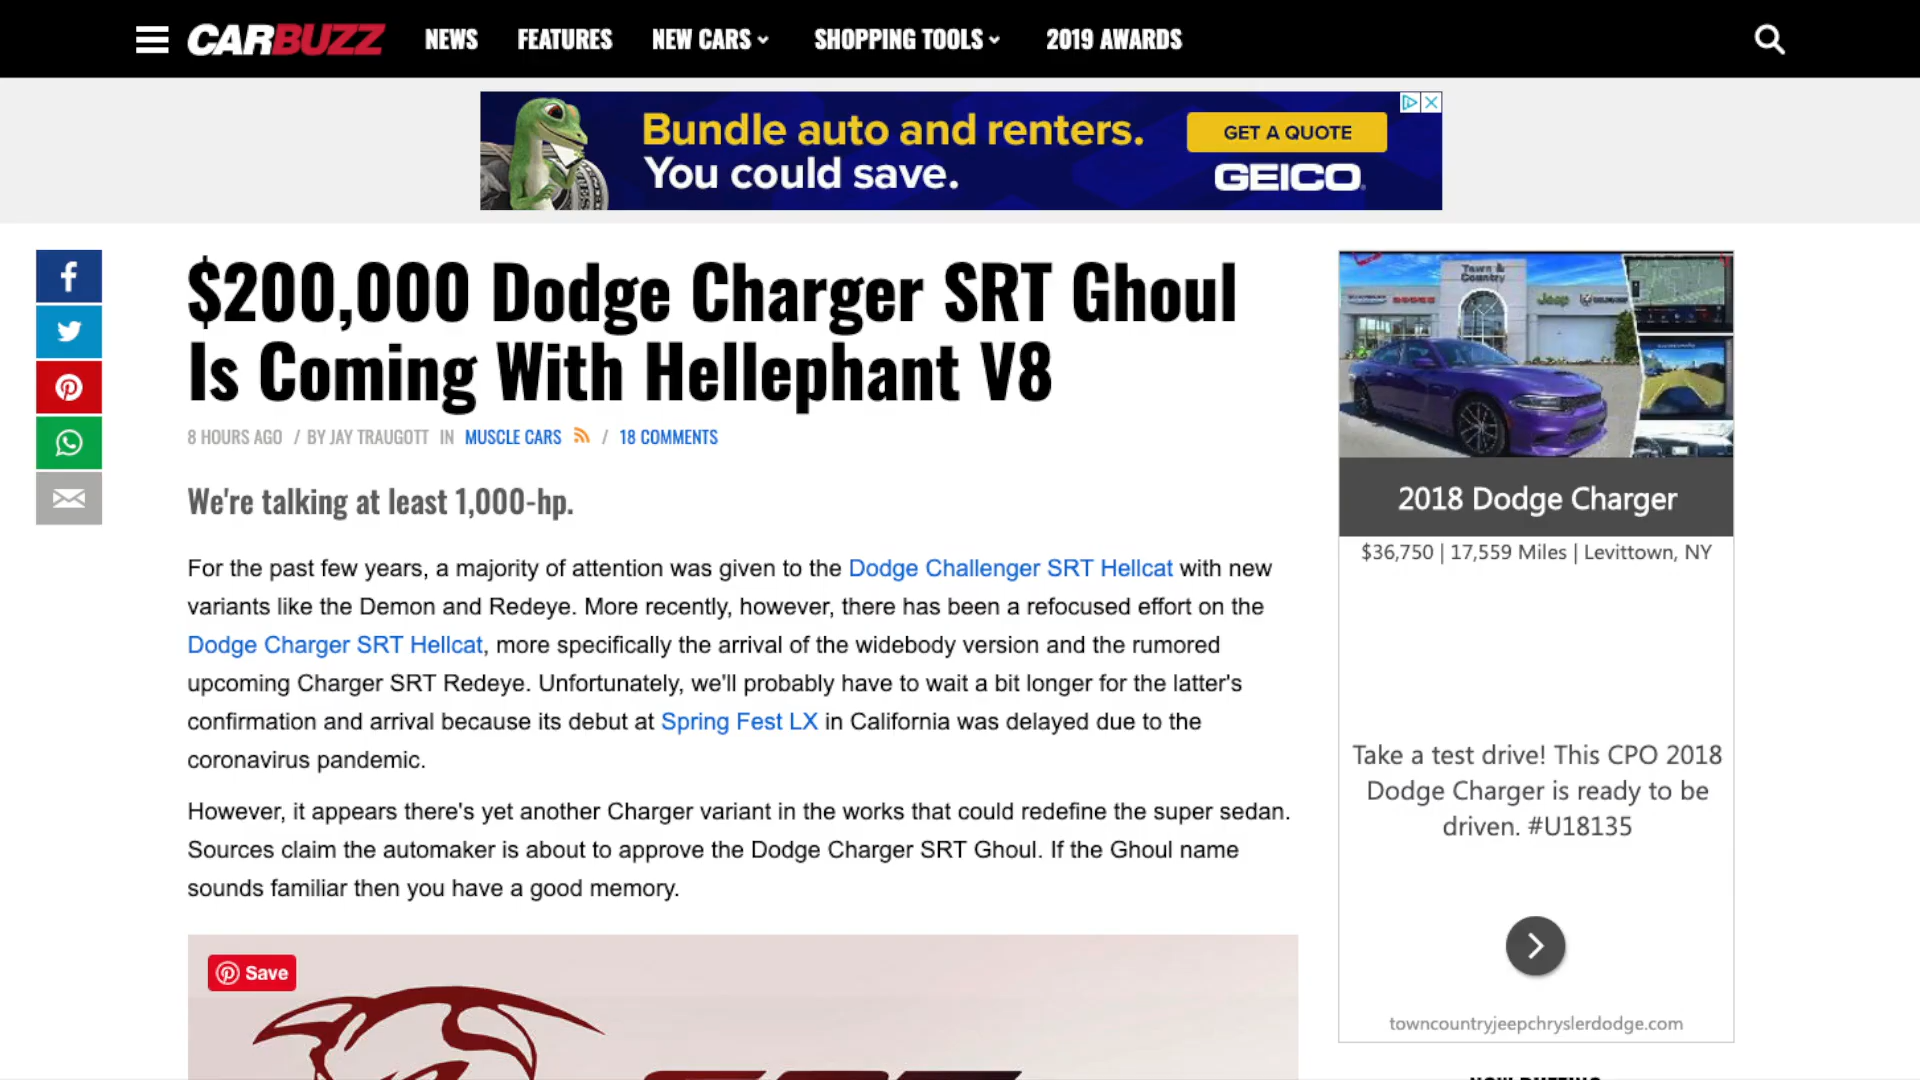 CARBUZZ
NEWS
FEATURES
NEW CARS
SHOPPING TOOLS
2019 AWARDS
Bundle auto and renters.
You could save.
GET A QUOTE
GEICO
$200,000 Dodge Charger SRT Ghoul
Is Coming With Hellephant V8
8 HOURS AGO / BY JAY TRAUGOTT IN MUSCLE CARS / 18 COMMENTS
We're talking at least 1,000-hp.
For the past few years, a majority of attention was given to the Dodge Challenger SRT Hellcat with new
variants like the Demon and Redeye. More recently, however, there has been a refocused effort on the
Dodge Charger SRT Hellcat, more specifically the arrival of the widebody version and the rumored
upcoming Charger SRT Redeye. Unfortunately, we'll probably have to wait a bit longer for the latter's
confirmation and arrival because its debut at Spring Fest LX in California was delayed due to the
coronavirus pandemic.
However, it appears there's yet another Charger variant in the works that could redefine the super sedan.
Sources claim the automaker is about to approve the Dodge Charger SRT Ghoul. If the Ghoul name
sounds familiar then you have a good memory.
Save
Town &
Country
DODGE
Jeep
2018 Dodge Charger
$36,750 | 17,559 Miles | Levittown, NY
Take a test drive! This CPO 2018
Dodge Charger is ready to be
driven. #U18135
towncountryjeepchryslerdodge.com